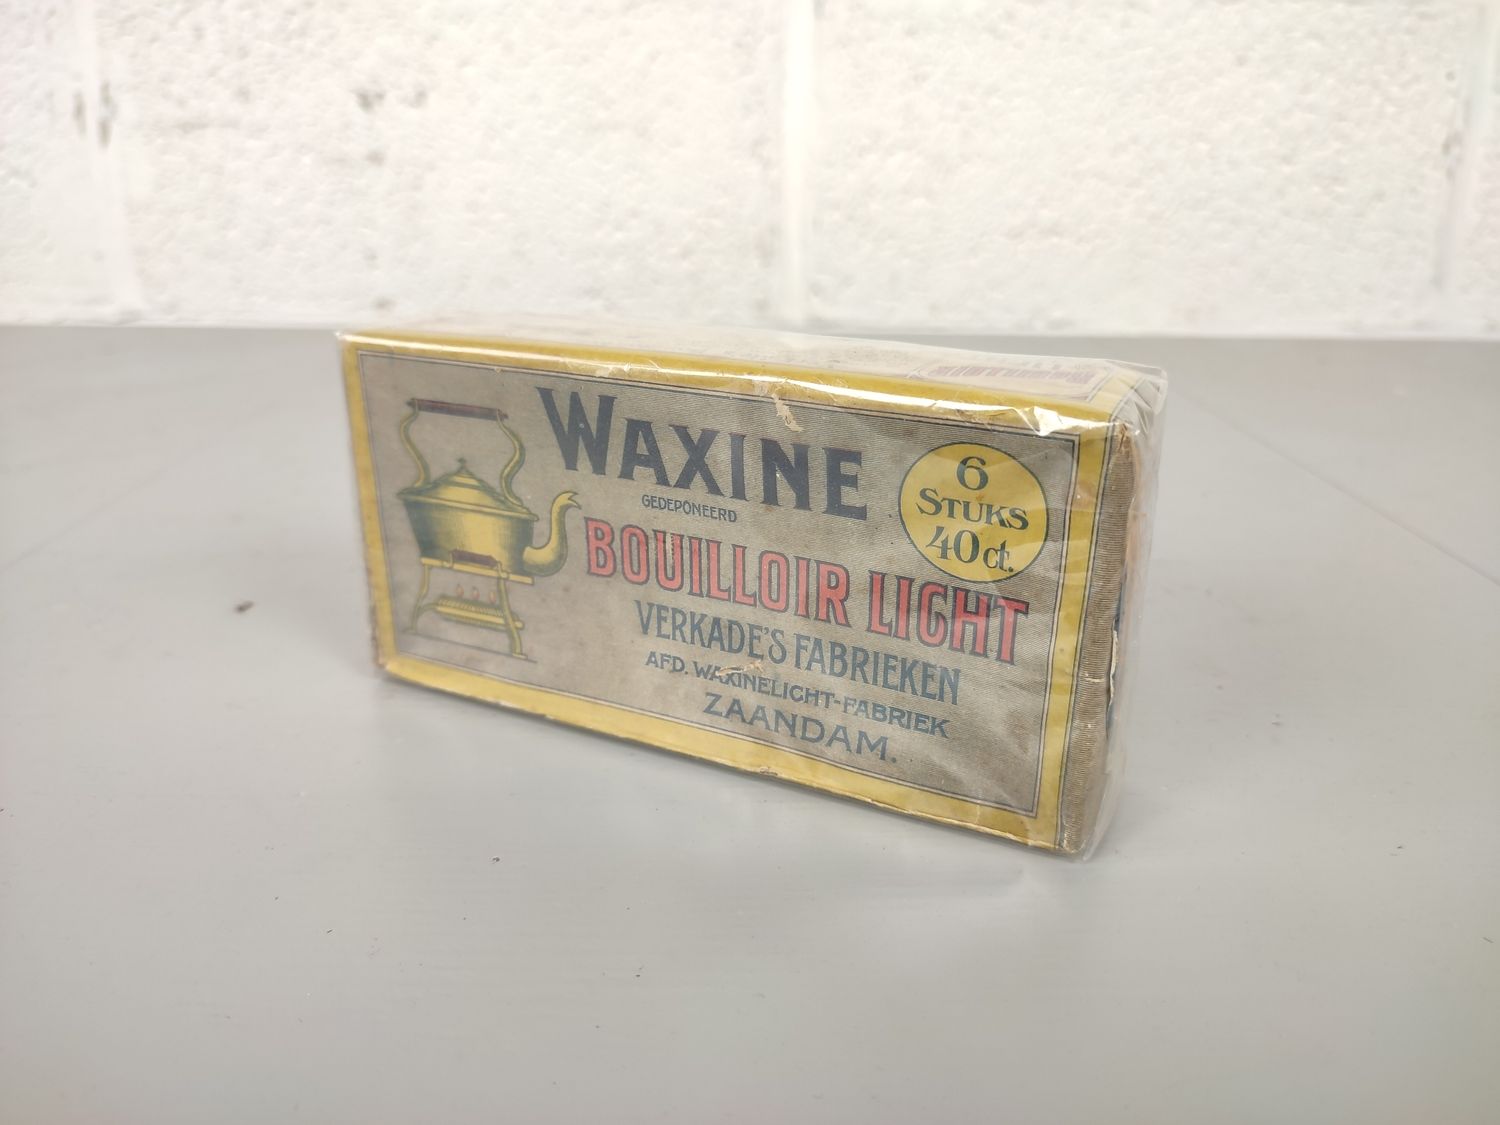 WAXINE
GEDEPONEERD
BOUILLOIR LIGHT
VERKADE'S FABRIEKEN
AFD. WAXINELICHT-FABRIEK
ZAANDAM.
6
STUKS
40 ct.